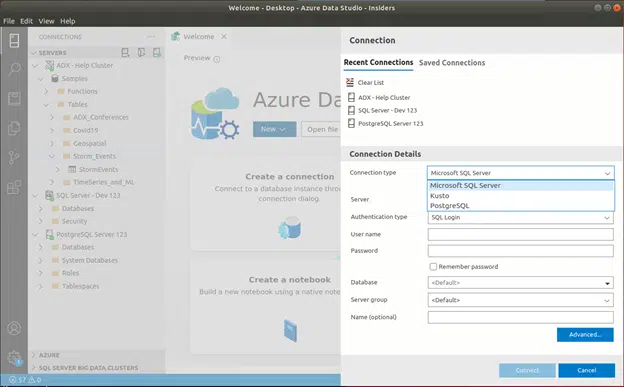 Welcome - Desktop - Azure Data Studio - Insiders
File Edit View Help
CONNECTIONS
SERVERS
ADX - Help Cluster
Samples
Functions
Tables
ADX_Conferences
Covid19
Geospatial
Storm_Events
StormEvents
TimeSeries_and_ML
SQL Server - Dev 123
Databases
Security
PostgreSQL Server 123
Databases
System Databases
Roles
Tablespaces
AZURE
SQL SERVER BIG DATA CLUSTERS
57 0
1
Welcome
Preview
Azure Data
New
Open file
Create a connection
Connect to a database instance through
connection dialog.
Create a notebook
Build a new notebook using a native note
Connection
Recent Connections Saved Connections
Clear List
ADX - Help Cluster
SQL Server - Dev 123
PostgreSQL Server 123
Connection Details
Connection type Microsoft SQL Server
Microsoft SQL Server
Kusto
PostgreSQL
Server
Authentication type SQL Login
User name
Password
Remember password
Database <Default>
Server group <Default>
Name (optional)
Advanced...
Connect Cancel